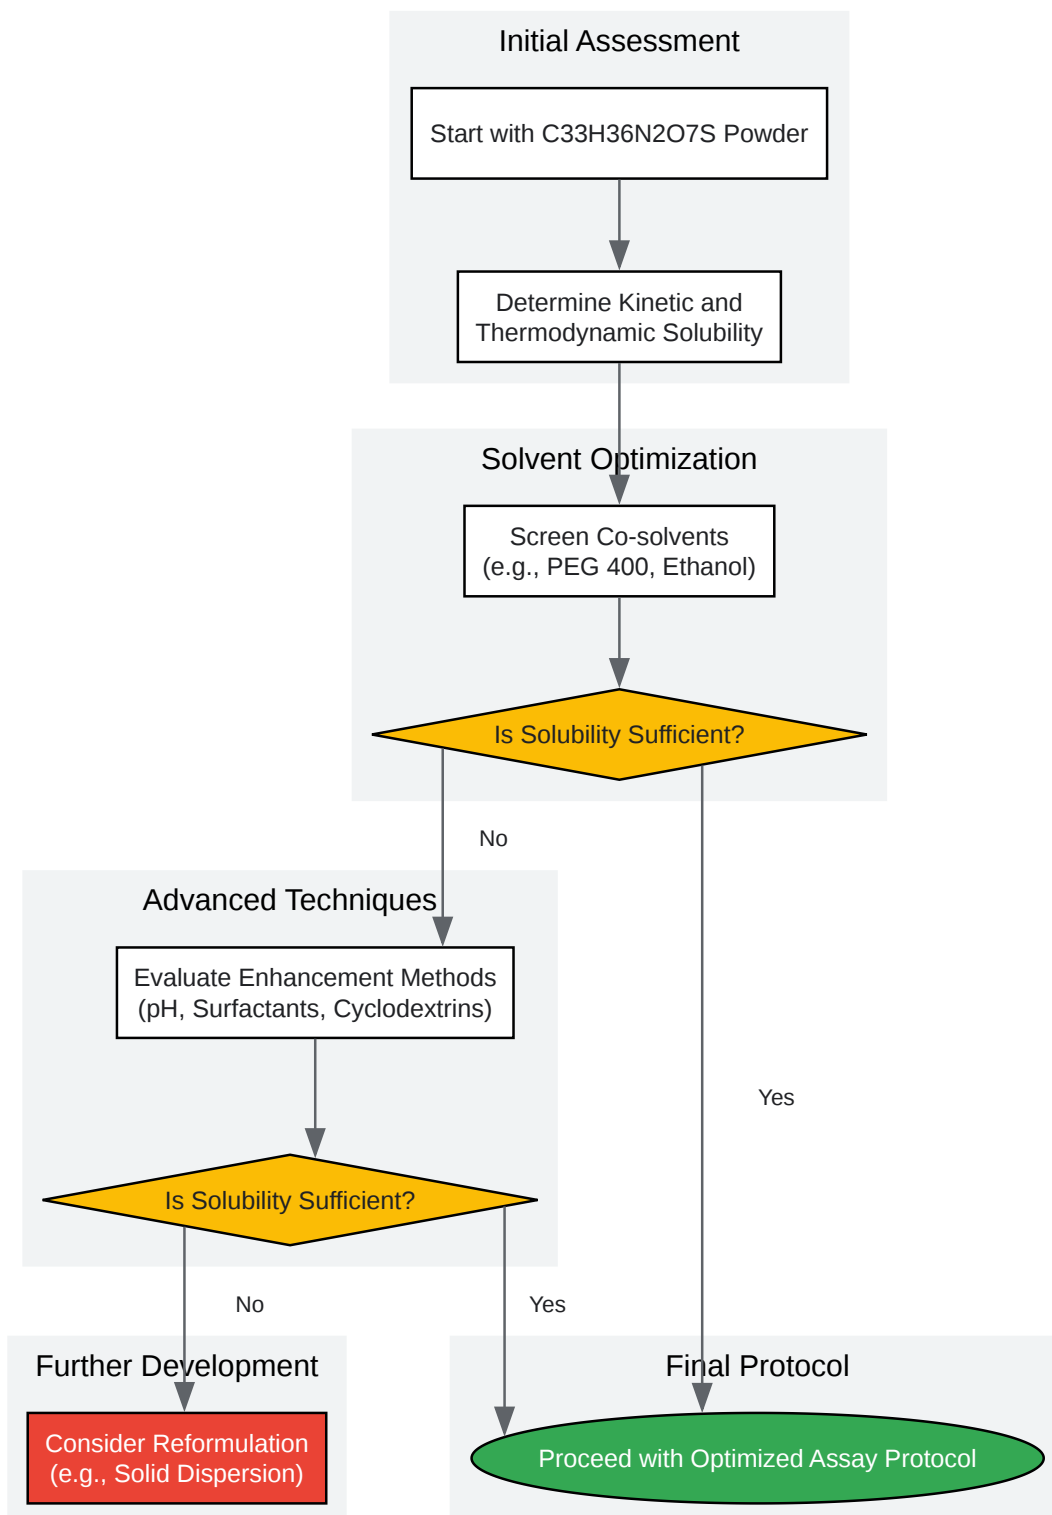 Initial Assessment
Start with C33H36N2O7S Powder
Determine Kinetic and
Thermodynamic Solubility
Solvent Optimization
Screen Co-solvents
(e.g., PEG 400, Ethanol)
Is Solubility Sufficient?
No
Advanced Techniques
Evaluate Enhancement Methods
(pH, Surfactants, Cyclodextrins)
Yes
Is Solubility Sufficient?
No
Yes
Further Development
Consider Reformulation
(e.g., Solid Dispersion)
Final Protocol
Proceed with Optimized Assay Protocol